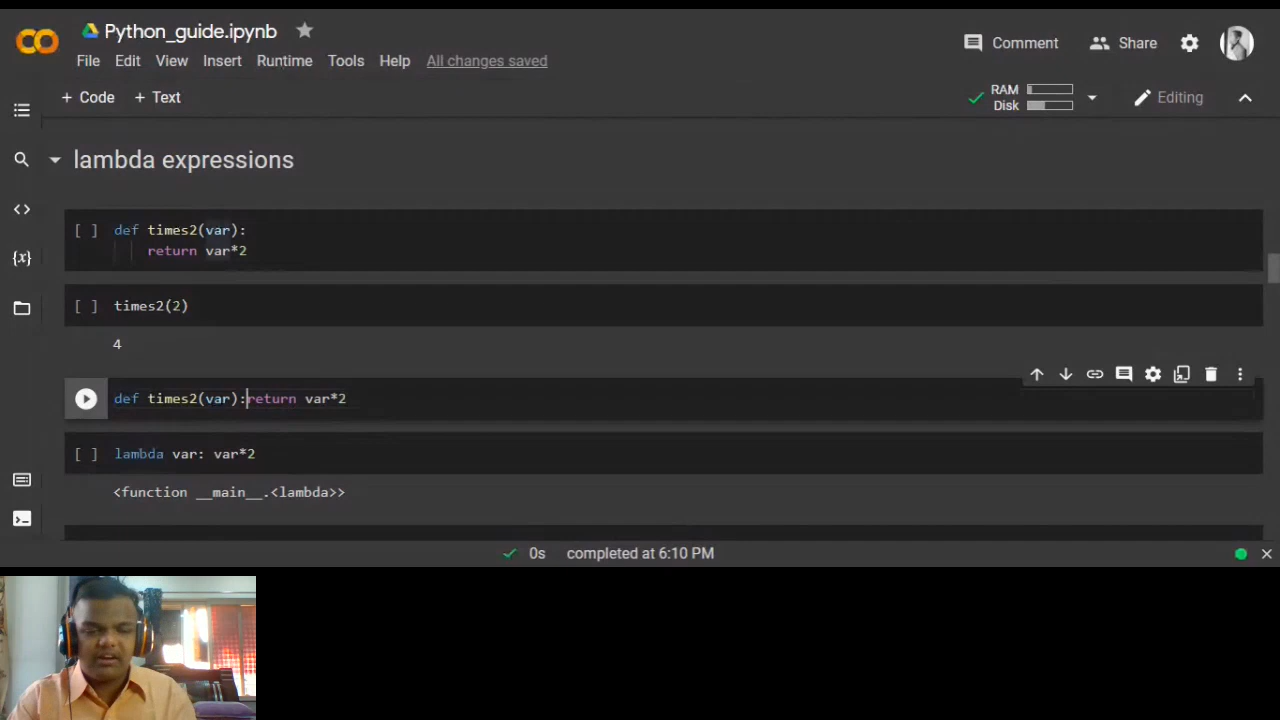 Python_guide.ipynb
File Edit View Insert Runtime Tools Help All changes saved
Comment Share
+ Code + Text
RAM
Disk
Editing
lambda expressions
[ ] def times2(var):
return var*2
[ ] times2(2)
4
def times2(var):return var*2
[ ] lambda var: var*2
<function __main__.<lambda>>
0s completed at 6:10 PM